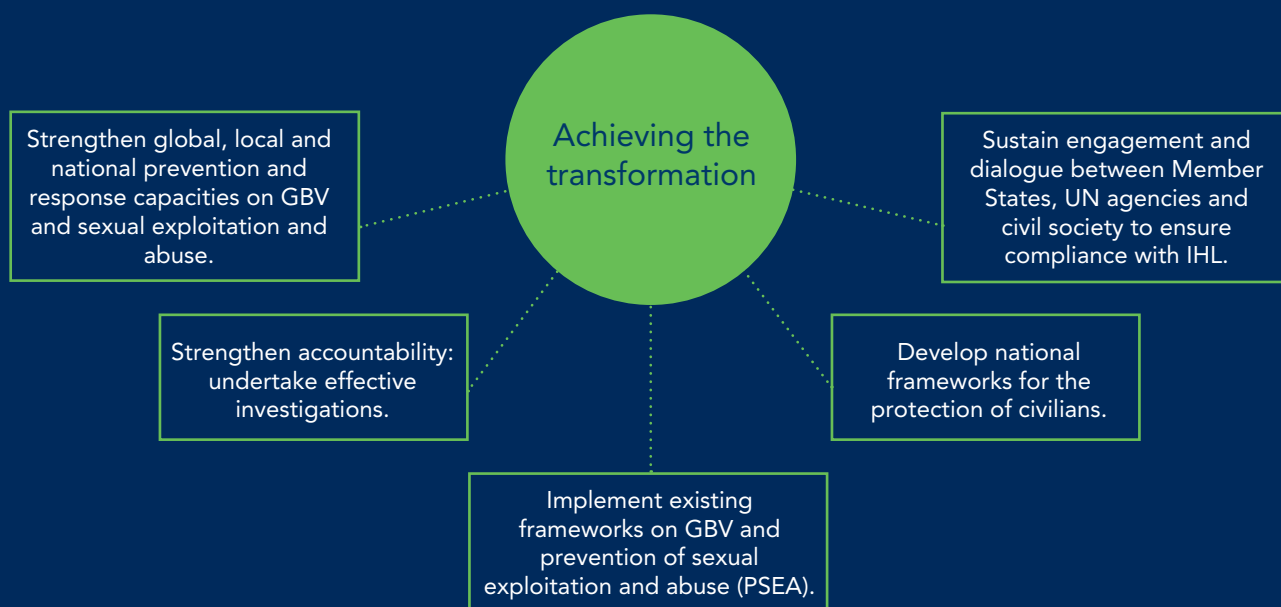 Achieving the
transformation
Strengthen global, local and
national prevention and
response capacities on GBV
and sexual exploitation and
abuse.
Sustain engagement and
dialogue between Member
States, UN agencies and
civil society to ensure
compliance with IHL.
Strengthen accountability:
undertake effective
investigations.
Develop national
frameworks for the
protection of civilians.
Implement existing
frameworks on GBV and
prevention of sexual
exploitation and abuse (PSEA).